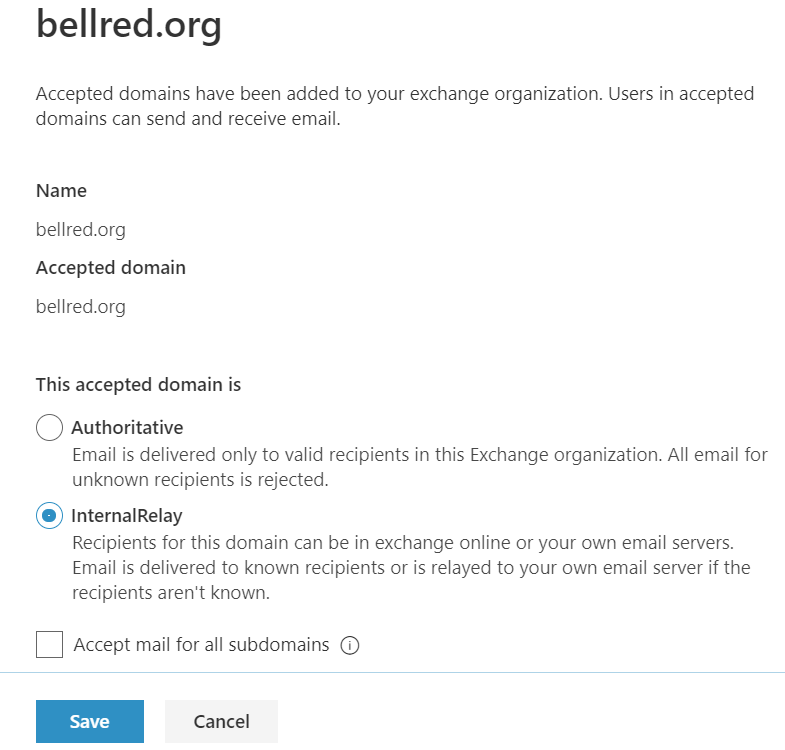 bellred.org
Accepted domains have been added to your exchange organization. Users in accepted
domains can send and receive email.
Name
bellred.org
Accepted domain
bellred.org
This accepted domain is
Authoritative
Email is delivered only to valid recipients in this Exchange organization. All email for
unknown recipients is rejected.
InternalRelay
Recipients for this domain can be in exchange online or your own email servers.
Email is delivered to known recipients or is relayed to your own email server if the
recipients aren't known.
Accept mail for all subdomains
Save
Cancel